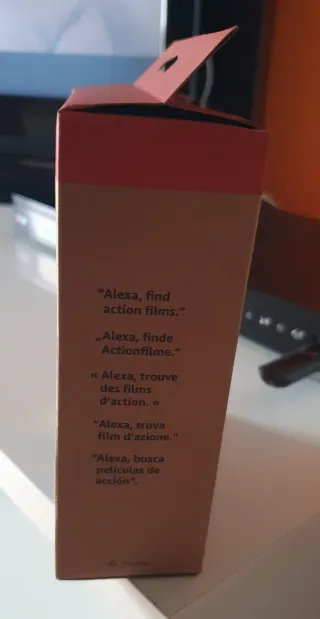 "Alexa, find
action films."
„Alexa, finde
Actionfilme."
« Alexa, trouve
des films
d'action. »
"Alexa, trova
film d'azione."
"Alexa, busca
películas de
acción".